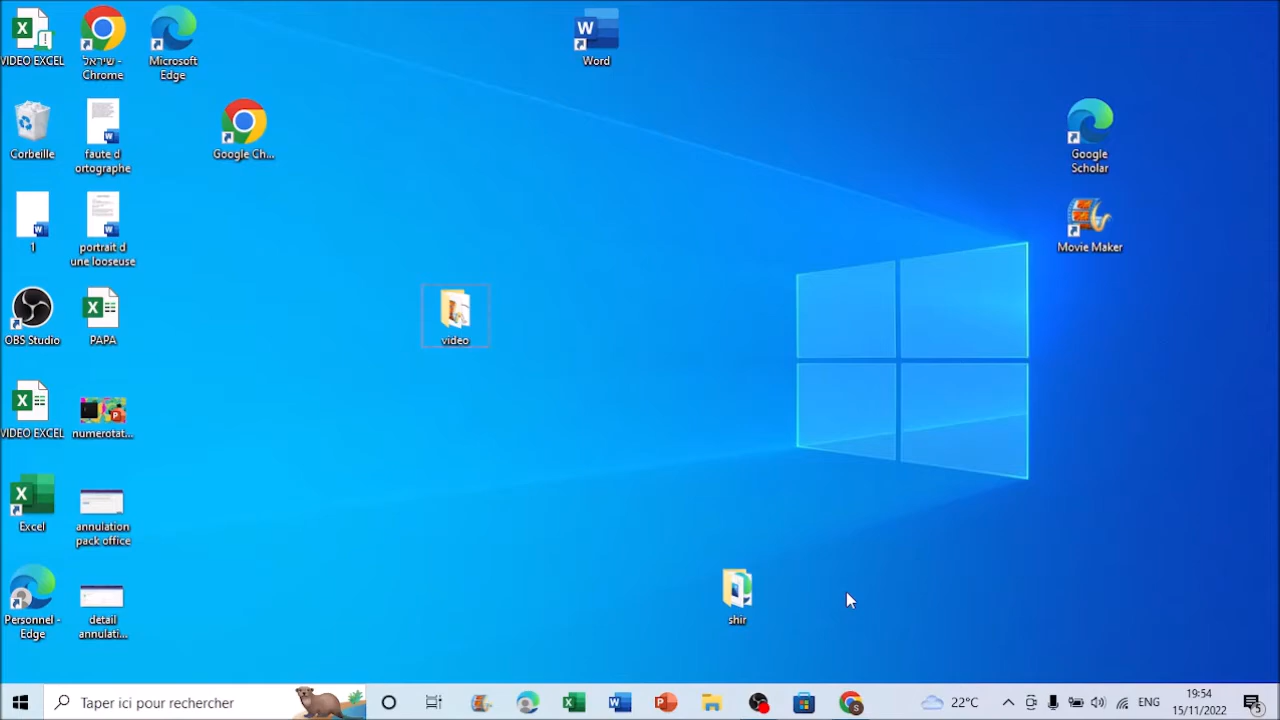 VIDEO EXCEL
שיראל -
Chrome
Microsoft
Edge
Word
Corbeille
faute d
ortographe
Google Ch...
Google
Scholar
1
portrait d
une looseuse
Movie Maker
OBS Studio
PAPA
video
VIDEO EXCEL
numerotat...
Excel
annulation
pack office
Personnel -
Edge
detail
annulati...
shir
Taper ici pour rechercher
22°C
ENG
19:54
15/11/2022
5